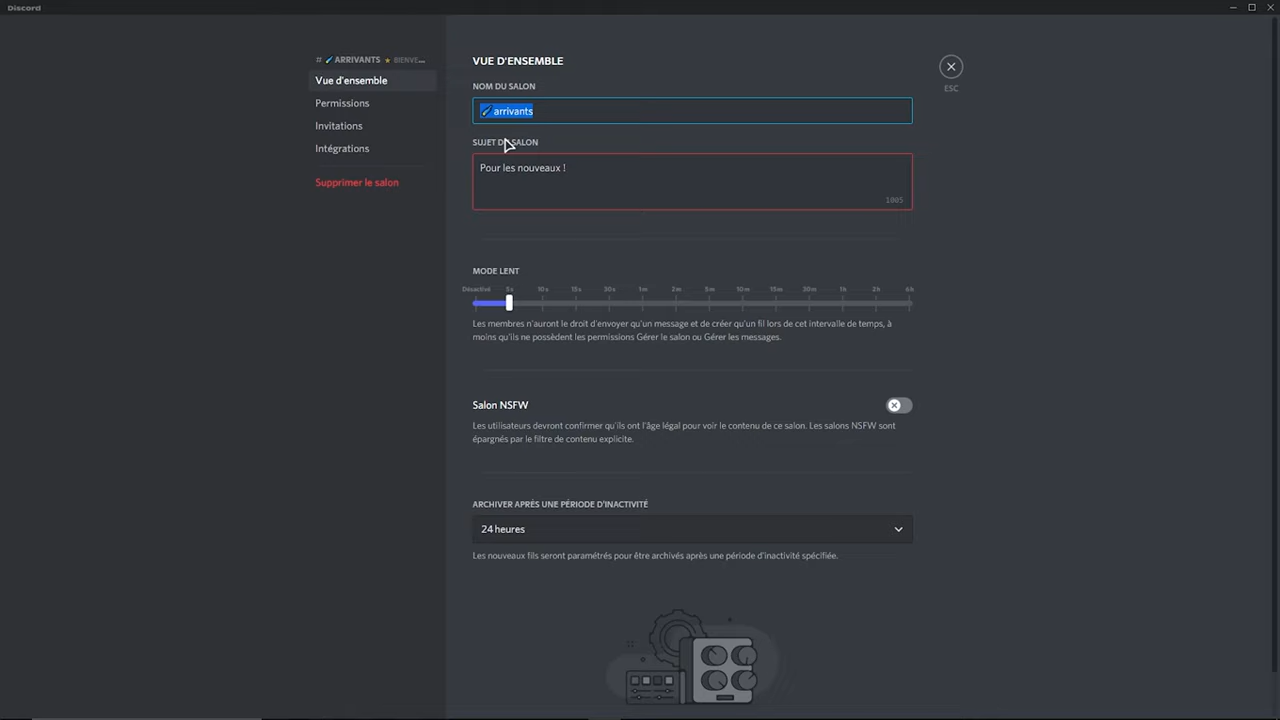 Discord
# ARRIVANTS ★ BIENVE...
Vue d'ensemble
Permissions
Invitations
Intégrations
Supprimer le salon
VUE D'ENSEMBLE
NOM DU SALON
arrivants
SUJET DU SALON
Pour les nouveaux !
1005
MODE LENT
Désactivé 5s 10s 15s 30s 1m 2m 5m 10m 15m 30m 1h 2h 6h
Les membres n'auront le droit d'envoyer qu'un message et de créer qu'un fil lors de cet intervalle de temps, à
moins qu'ils ne possèdent les permissions Gérer le salon ou Gérer les messages.
Salon NSFW
Les utilisateurs devront confirmer qu'ils ont l'âge légal pour voir le contenu de ce salon. Les salons NSFW sont
épargnés par le filtre de contenu explicite.
ARCHIVER APRÈS UNE PÉRIODE D'INACTIVITÉ
24 heures
Les nouveaux fils seront paramétrés pour être archivés après une période d'inactivité spécifiée.
ESC